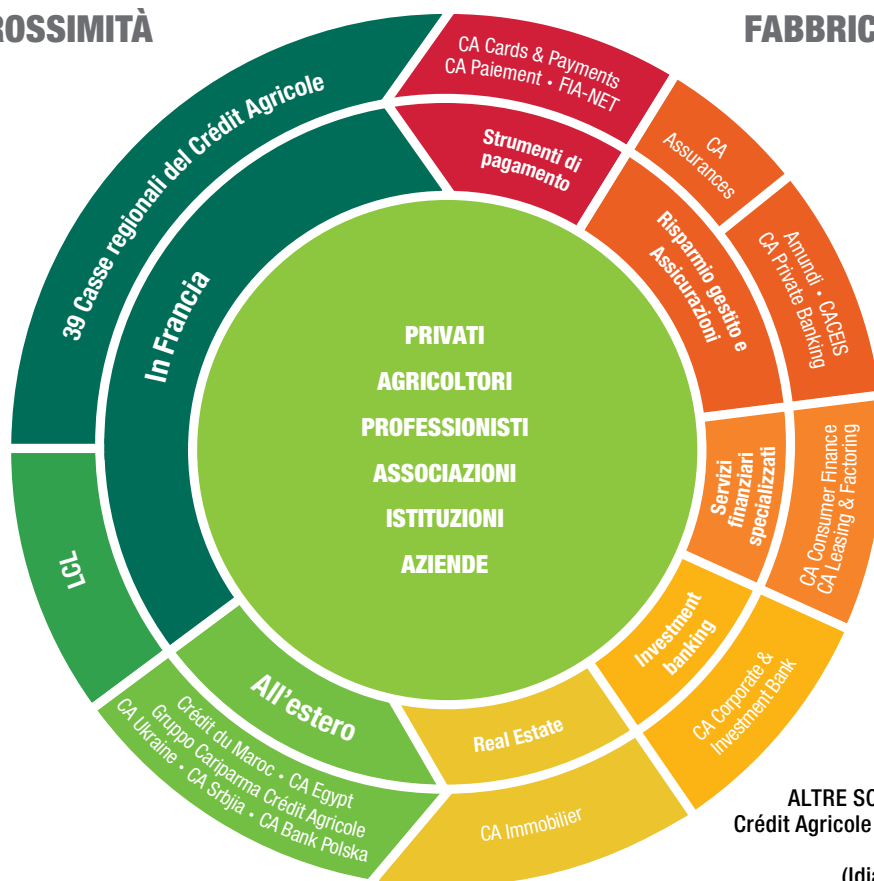 ROSSIMITÀ
FABBRIC
39 Casse regionali del Crédit Agricole
In Francia
LCL
All'estero
Crédit du Maroc • CA Egypt
Gruppo Cariparma Crédit Agricole
CA Ukraine • CA Srbjia • CA Bank Polska
CA Cards & Payments
CA Paiement • FIA-NET
Strumenti di
pagamento
CA
Assurances
Amundi • CACEIS
CA Private Banking
Risparmio gestito e
Assicurazioni
Servizi
finanziari
specializzati
CA Consumer Finance
CA Leasing & Factoring
Investment
banking
CA Corporate &
Investment Bank
Real Estate
CA Immobilier
PRIVATI
AGRICOLTORI
PROFESSIONISTI
ASSOCIAZIONI
ISTITUZIONI
AZIENDE
ALTRE SO
Crédit Agricole
(Idia